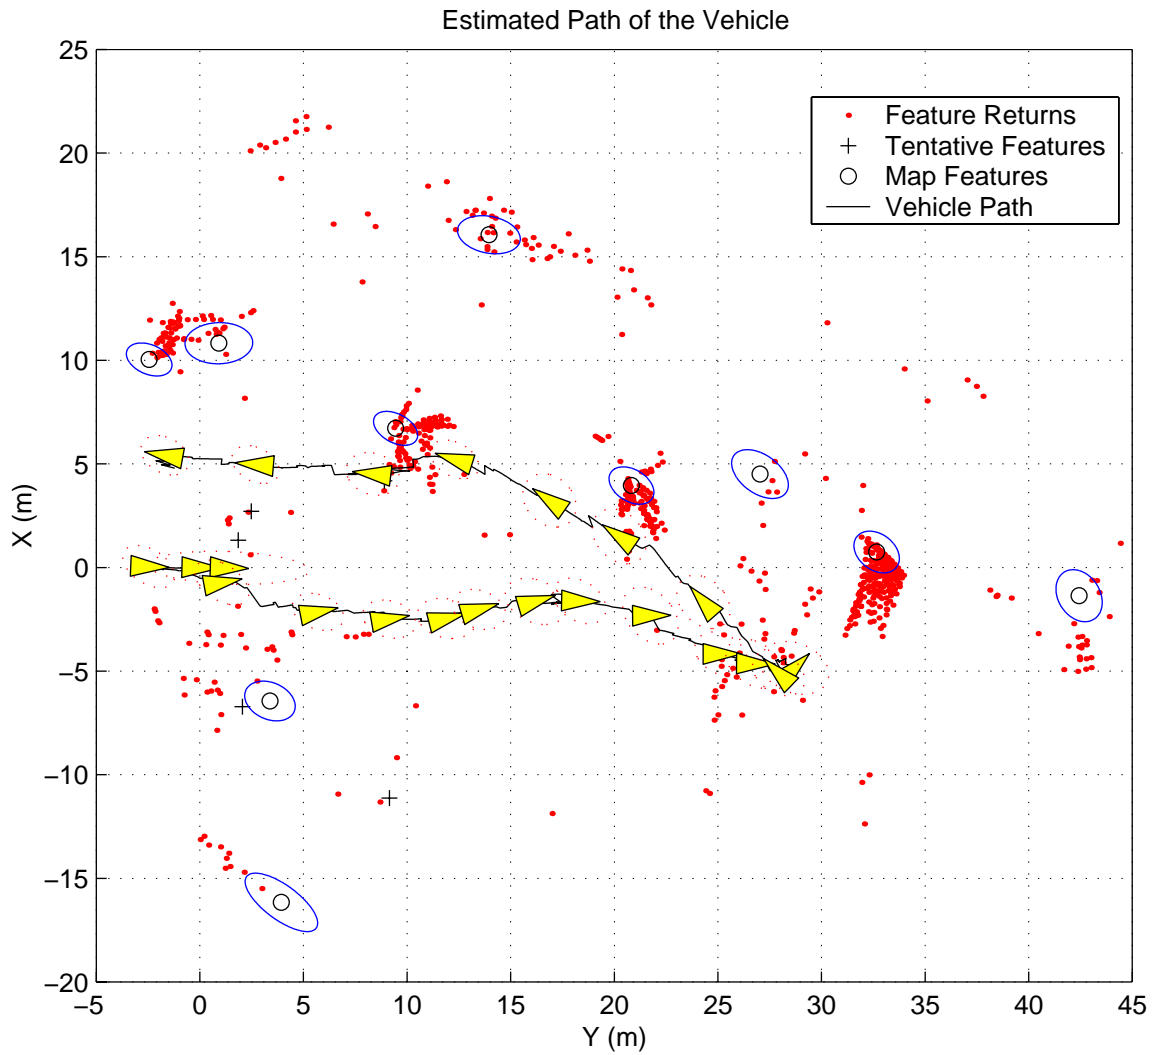 Estimated Path of the Vehicle
25
20
15
10
5
0
−5
−10
−15
−20
X (m)
Feature Returns
Tentative Features
Map Features
Vehicle Path
−5 0 5 10 15 20 25 30 35 40 45
Y (m)